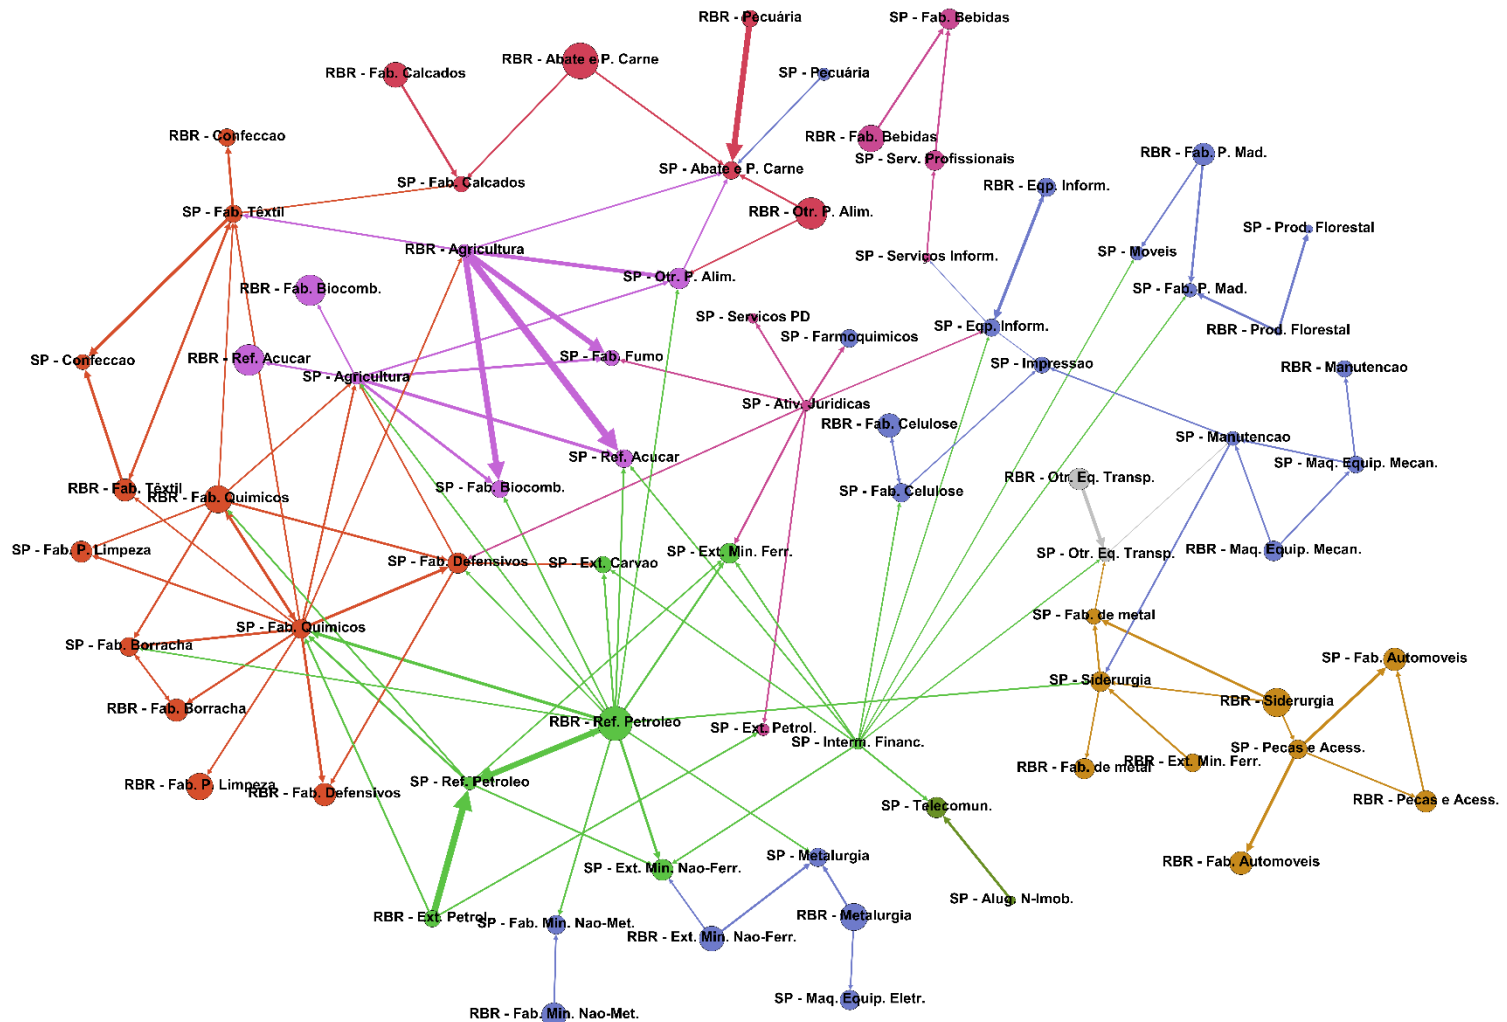 RBR - Pecuária
SP - Fab. Bebidas
RBR - Abate e P. Carne
RBR - Fab. Calcados
SP - Pecuária
RBR - Confeccao
RBR - Fab. Bebidas
SP - Serv. Profissionais
RBR - Fab. P. Mad.
SP - Abate e P. Carne
SP - Fab. Calcados
RBR - Eqp. Inform.
SP - Fab. Têxtil
RBR - Otr. P. Alim.
SP - Prod. Florestal
RBR - Agricultura
SP - Moveis
SP - Serviços Inform.
SP - Otr. P. Alim.
RBR - Fab. Biocomb.
SP - Fab. P. Mad.
SP - Servicos PD
SP - Eqp. Inform.
RBR - Prod. Florestal
SP - Farmoquimicos
SP - Confeccao
RBR - Ref. Acucar
SP - Fab. Fumo
SP - Impressao
RBR - Manutencao
SP - Agricultura
SP - Ativ. Juridicas
RBR - Fab. Celulose
SP - Manutencao
SP - Ref. Acucar
SP - Maq. Equip. Mecan.
RBR - Otr. Eq. Transp.
RBR - Fab. Têxtil
RBR - Fab. Quimicos
SP - Fab. Biocomb.
SP - Fab. Celulose
SP - Fab. P. Limpeza
SP - Ext. Min. Ferr.
SP - Otr. Eq. Transp.
RBR - Maq. Equip. Mecan.
SP - Fab. Defensivos
SP - Ext. Carvao
SP - Fab. de metal
SP - Fab. Quimicos
SP - Fab. Borracha
SP - Fab. Automoveis
SP - Siderurgia
RBR - Siderurgia
RBR - Fab. Borracha
RBR - Ref. Petroleo
SP - Ext. Petrol.
SP - Interm. Financ.
SP - Pecas e Acess.
RBR - Fab. de metal
RBR - Ext. Min. Ferr.
RBR - Fab. P. Limpeza
RBR - Fab. Defensivos
SP - Ref. Petroleo
RBR - Pecas e Acess.
SP - Telecomun.
SP - Metalurgia
RBR - Fab. Automoveis
SP - Ext. Min. Nao-Ferr.
SP - Alug. N-Imob.
RBR - Ext. Petrol.
SP - Fab. Min. Nao-Met.
RBR - Metalurgia
RBR - Ext. Min. Nao-Ferr.
SP - Maq. Equip. Eletr.
RBR - Fab. Min. Nao-Met.